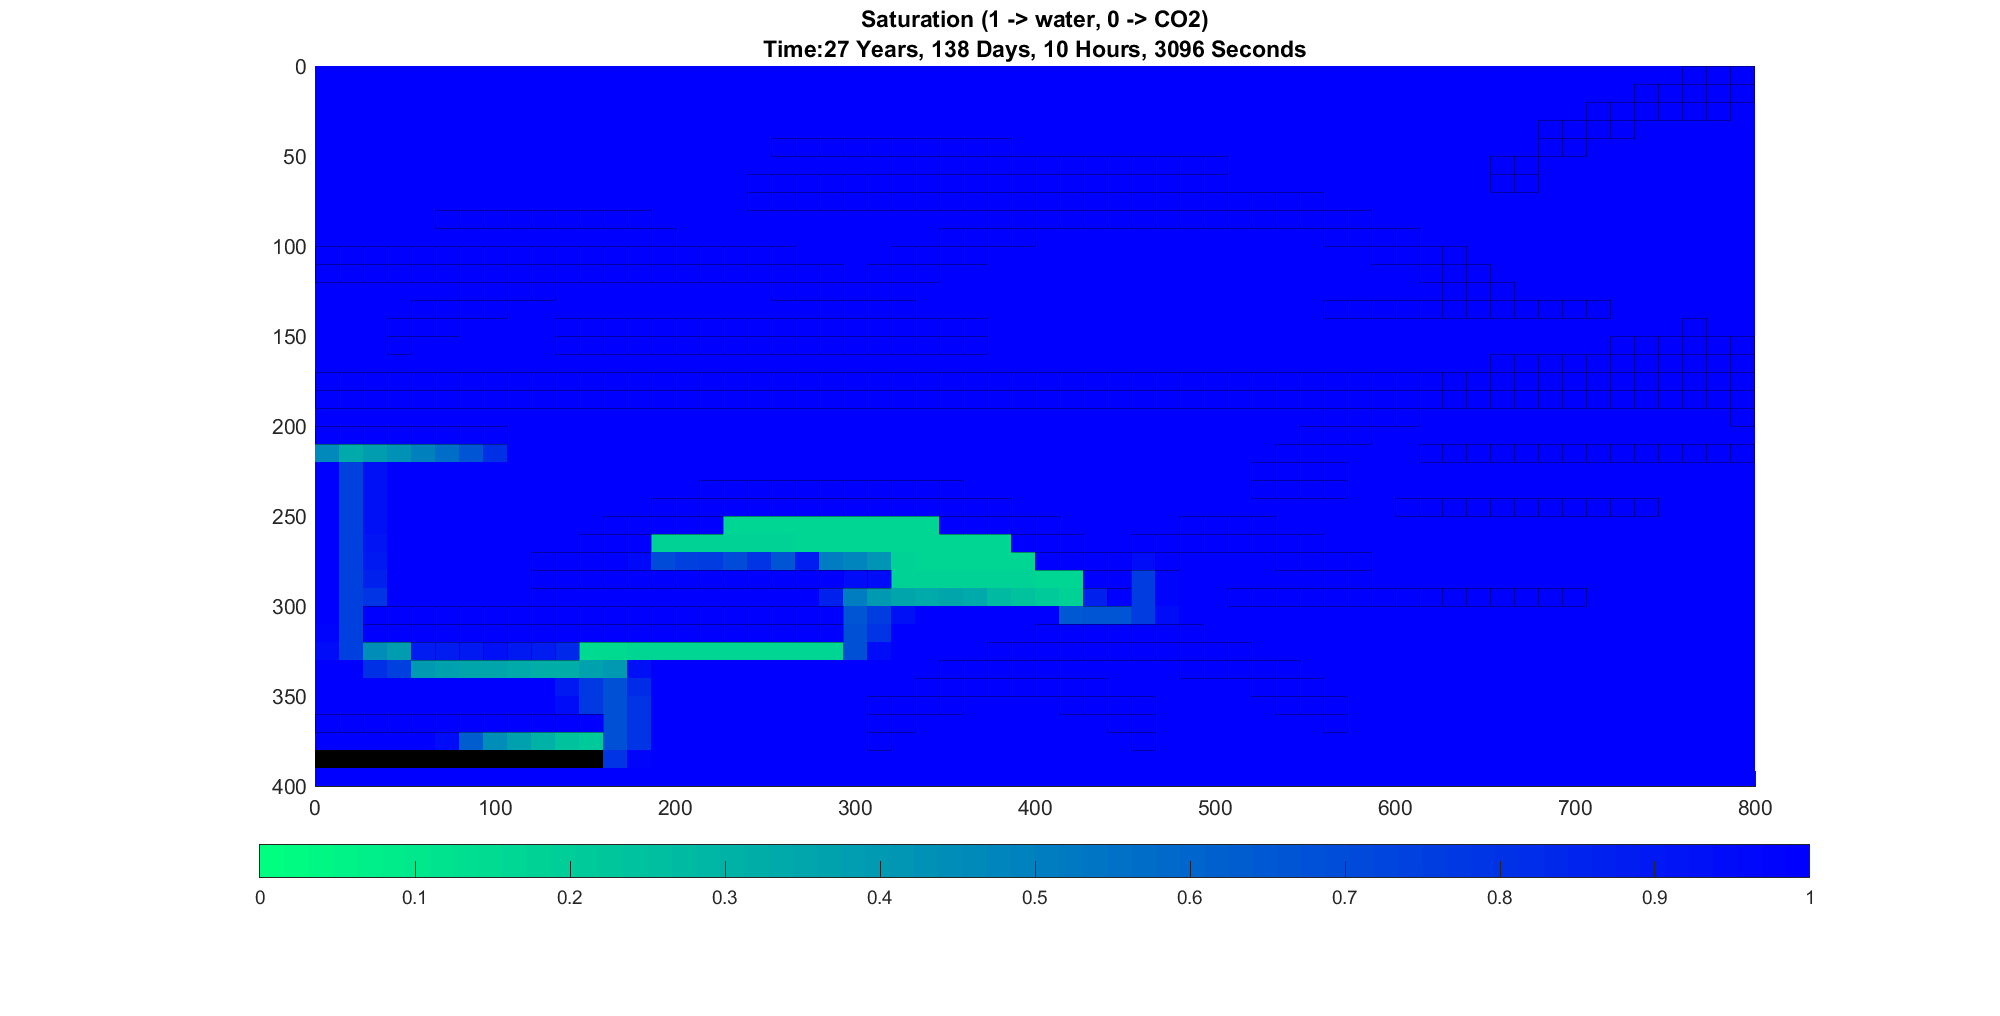 Saturation (1 -> water, 0 -> CO2)
Time:27 Years, 138 Days, 10 Hours, 3096 Seconds
0
50
100
150
200
250
300
350
400
0 100 200 300 400 500 600 700 800
0 0.1 0.2 0.3 0.4 0.5 0.6 0.7 0.8 0.9 1